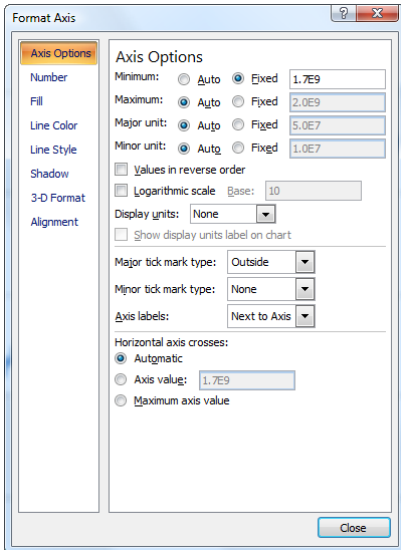 Format Axis
?
X
Axis Options
Number
Fill
Line Color
Line Style
Shadow
3-D Format
Alignment
Axis Options
Minimum: Auto Fixed 1.7E9
Maximum: Auto Fixed 2.0E9
Major unit: Auto Fixed 5.0E7
Minor unit: Auto Fixed 1.0E7
Values in reverse order
Logarithmic scale Base: 10
Display units: None
Show display units label on chart
Major tick mark type: Outside
Minor tick mark type: None
Axis labels: Next to Axis
Horizontal axis crosses:
Automatic
Axis value: 1.7E9
Maximum axis value
Close